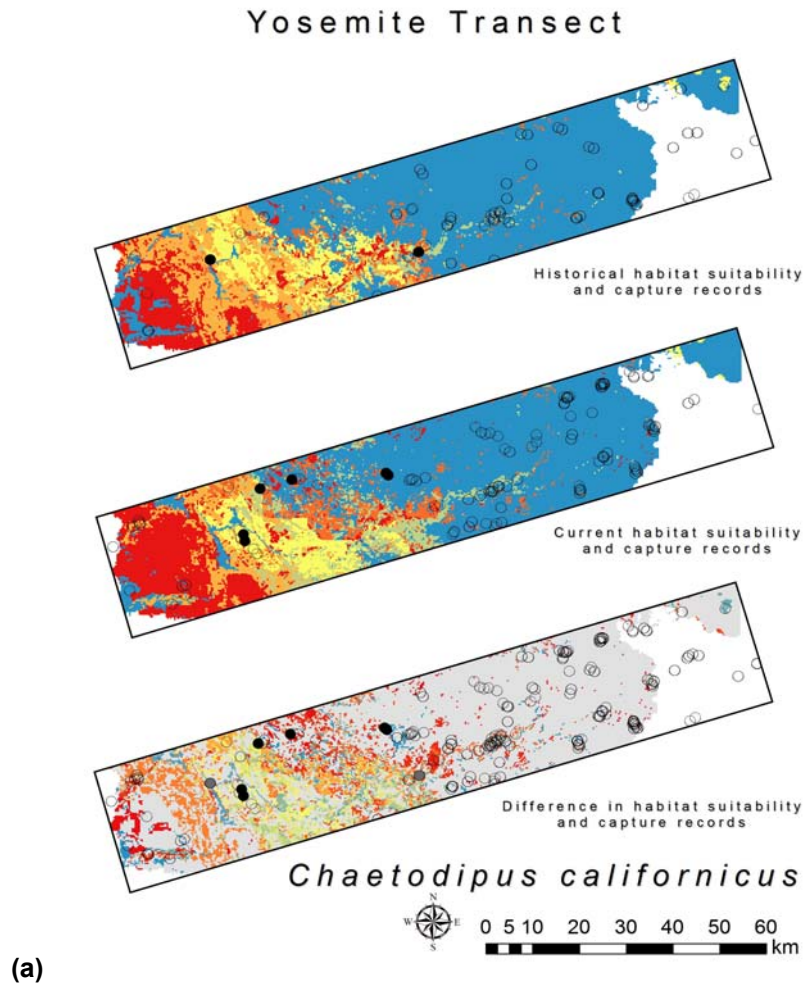 Yosemite Transect
Historical habitat suitability
and capture records
Current habitat suitability
and capture records
Difference in habitat suitability
and capture records
Chaetodipus californicus
N
W E
S
0 5 10 20 30 40 50 60
km
(a)